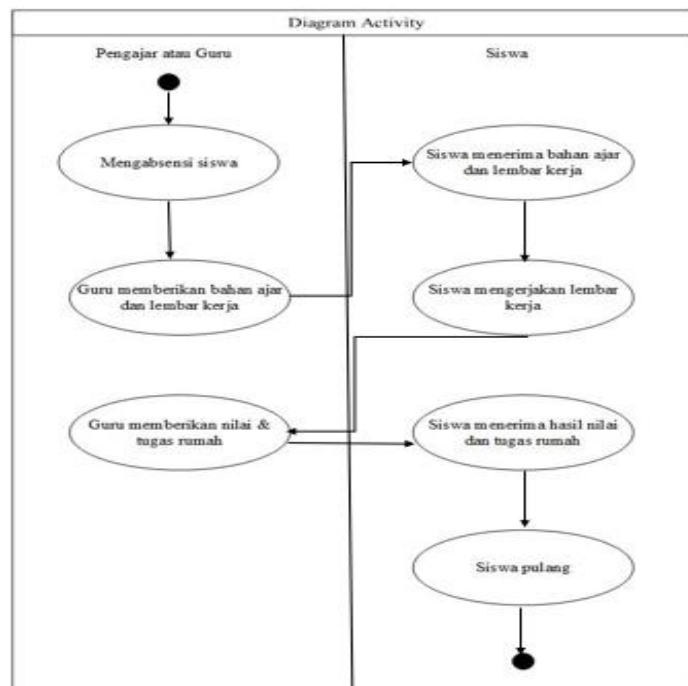 Diagram Activity
Pengajar atau Guru
Siswa
Mengabsensi siswa
Siswa menerima bahan ajar
dan lembar kerja
Guru memberikan bahan ajar
dan lembar kerja
Siswa mengerjakan lembar
kerja
Guru memberikan nilai &
tugas rumah
Siswa menerima hasil nilai
dan tugas rumah
Siswa pulang